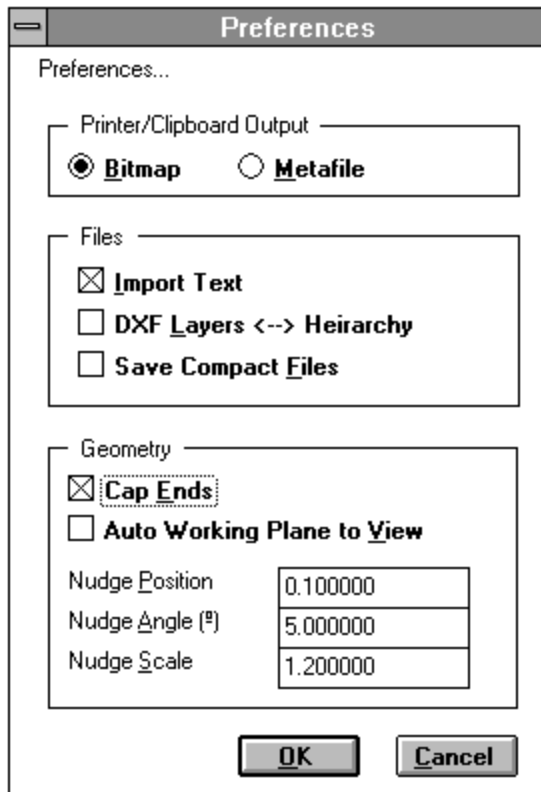 Preferences
Preferences...
Printer/Clipboard Output
Bitmap Metafile
Files
Import Text
DXF Layers <--> Heirarchy
Save Compact Files
Geometry
Cap Ends
Auto Working Plane to View
Nudge Position 0.100000
Nudge Angle (º) 5.000000
Nudge Scale 1.200000
OK Cancel